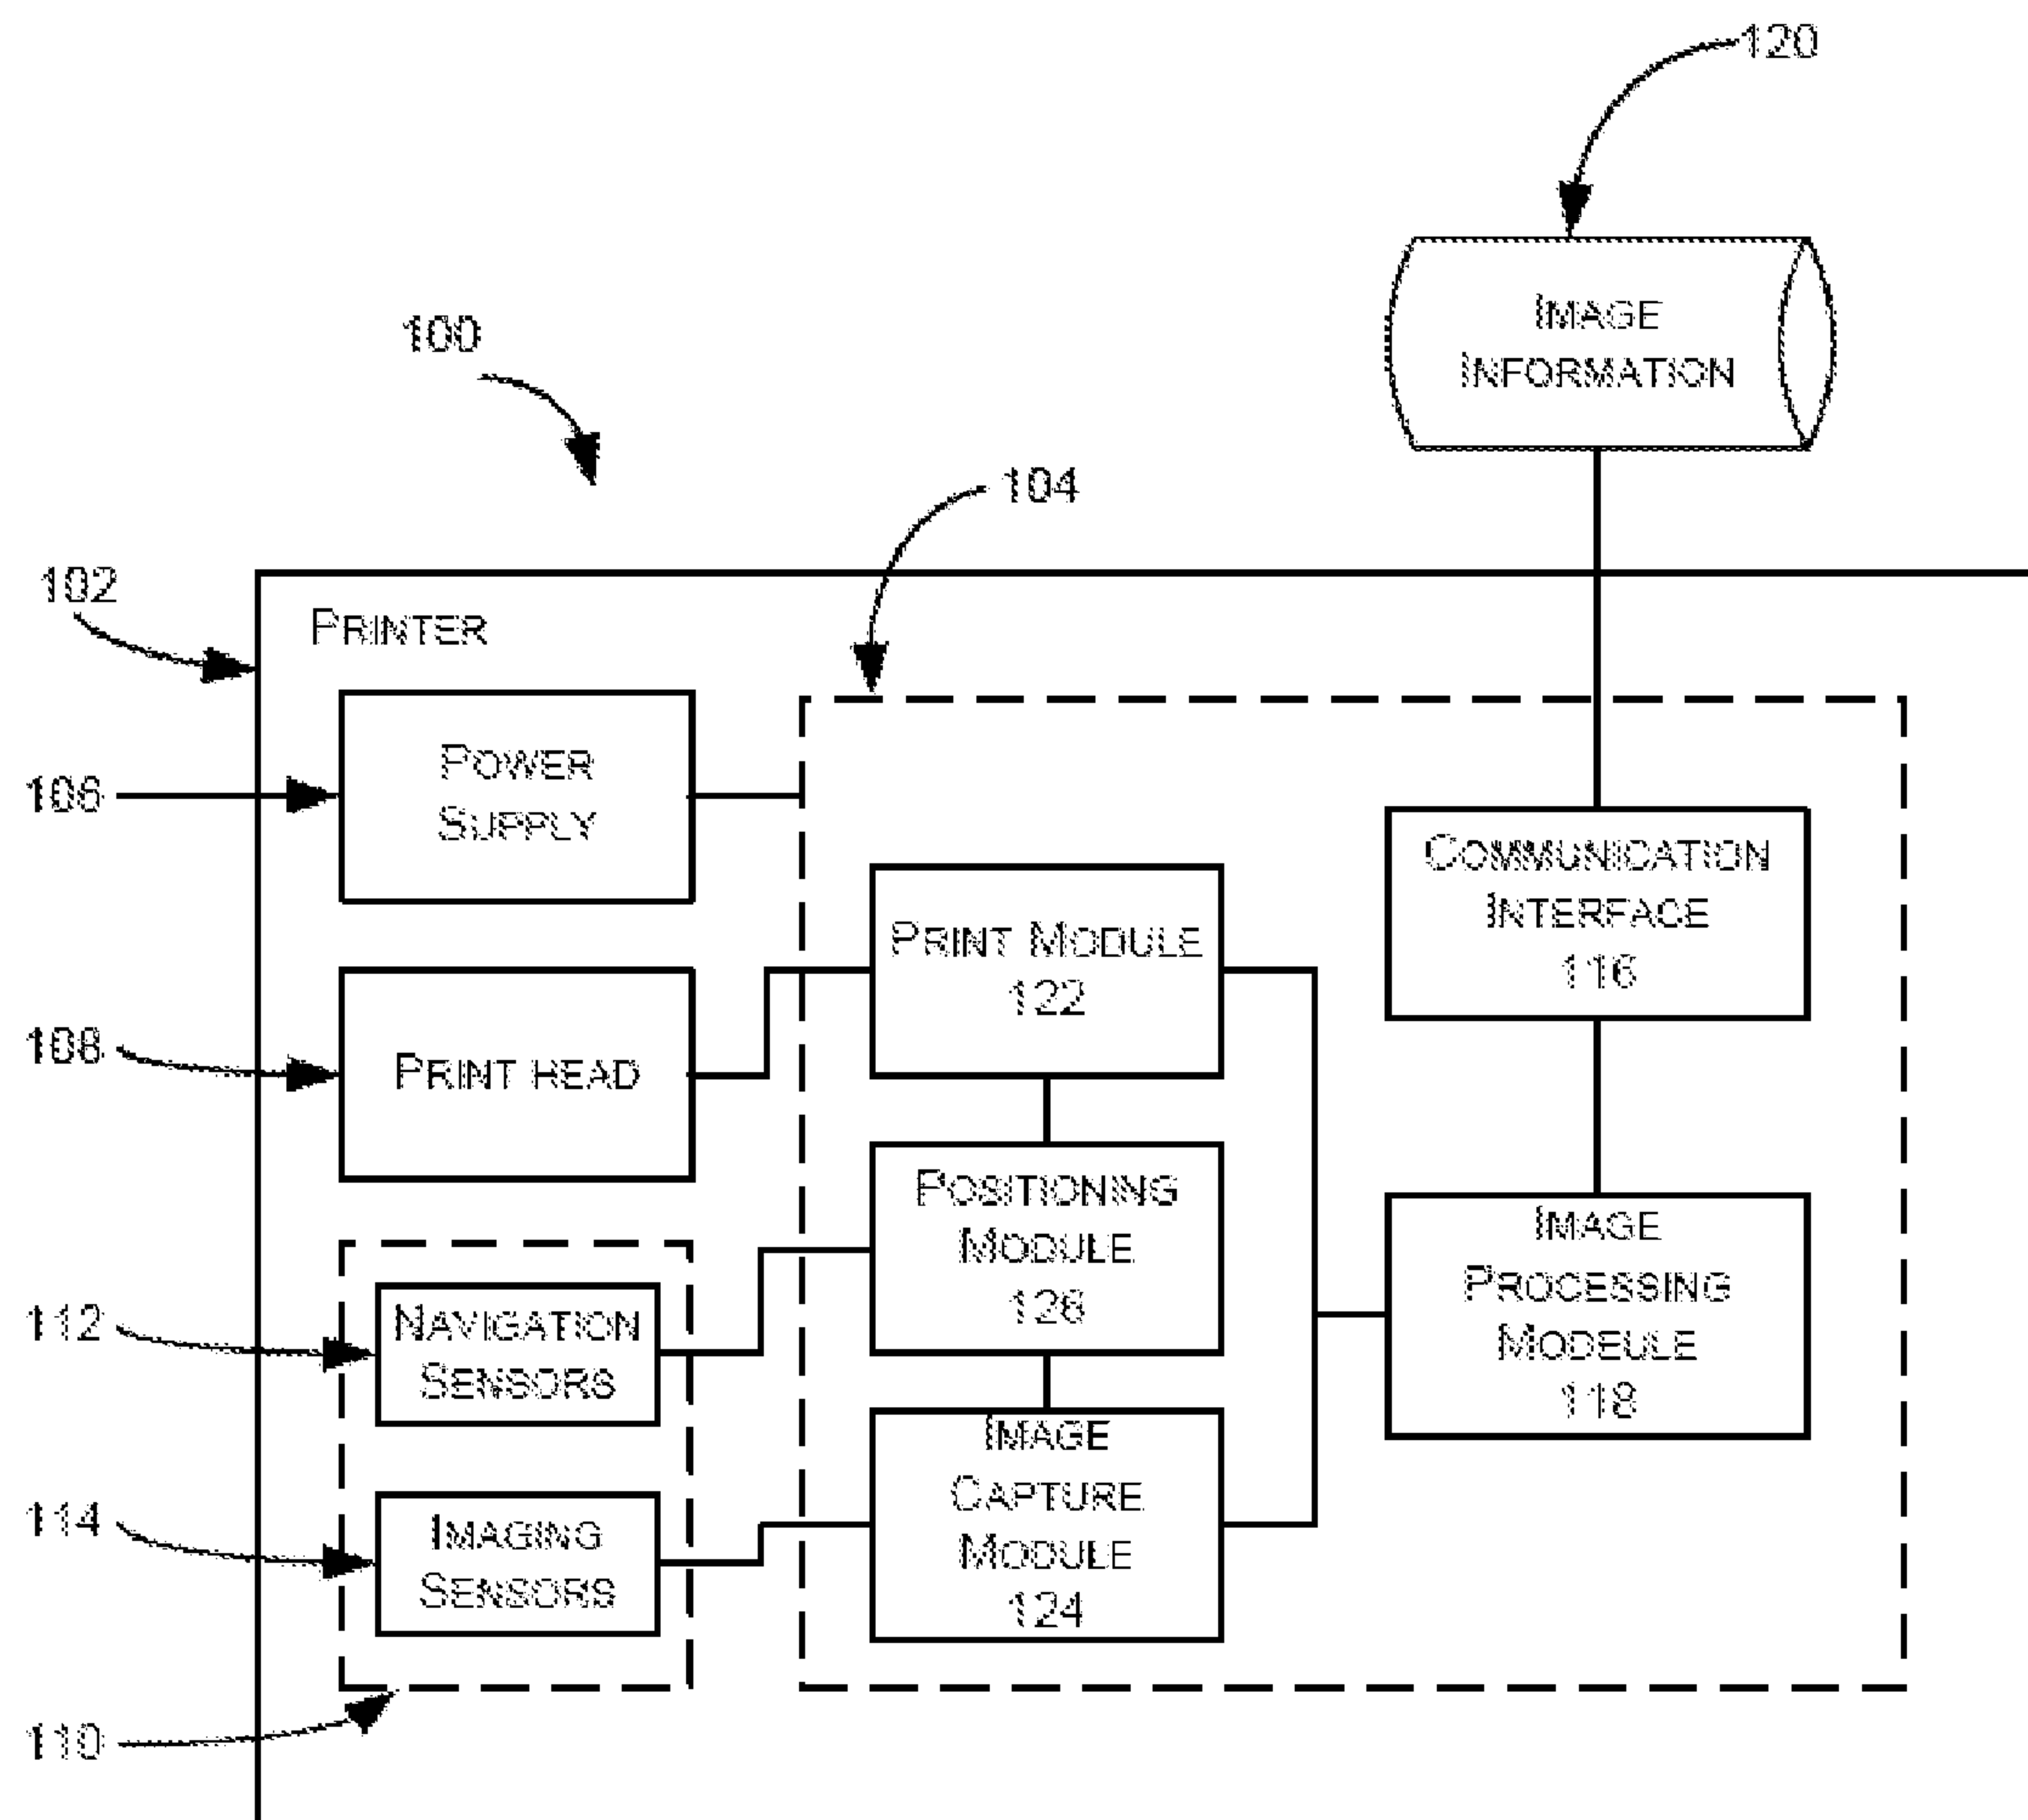 120
IMAGE
INFORMATION
100
104
102
PRINTER
106
POWER
SUPPLY
COMMUNICATION
INTERFACE
116
PRINT MODULE
122
108
PRINT HEAD
POSITIONING
MODULE
126
IMAGE
PROCESSING
MODEULE
118
112
NAVIGATION
SENSORS
IMAGE
CAPTURE
MODULE
124
114
IMAGING
SENSORS
110